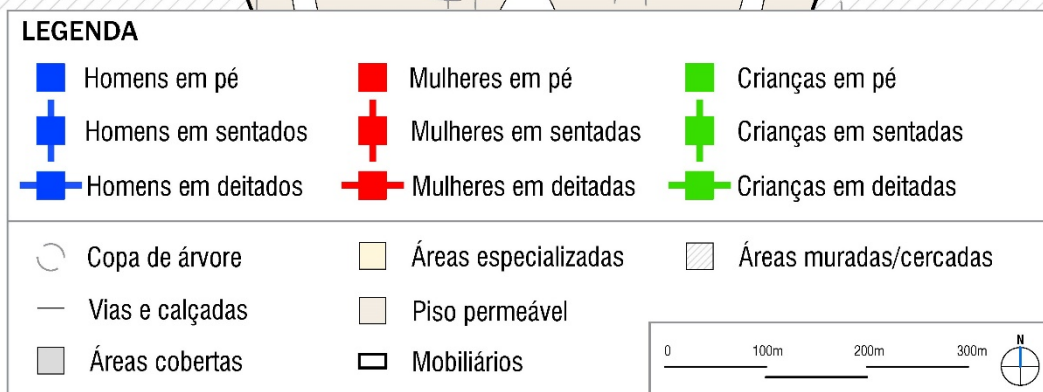 LEGENDA
Homens em pé Mulheres em pé Crianças em pé
Homens em sentados Mulheres em sentadas Crianças em sentadas
Homens em deitados Mulheres em deitadas Crianças em deitadas
Copa de árvore Áreas especializadas Áreas muradas/cercadas
Vias e calçadas Piso permeável
Áreas cobertas Mobiliários
0 100m 200m 300m N